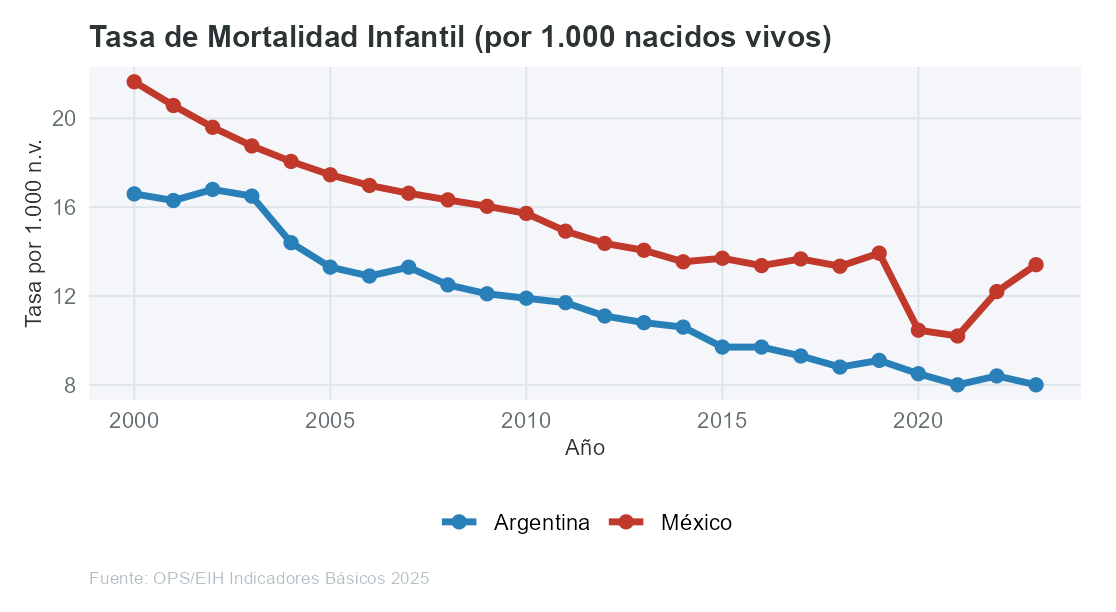 Tasa de Mortalidad Infantil (por 1.000 nacidos vivos)
Tasa por 1.000 n.v.
20
16
12
8
2000 2005 2010 2015 2020
Año
Argentina México
Fuente: OPS/EIH Indicadores Básicos 2025